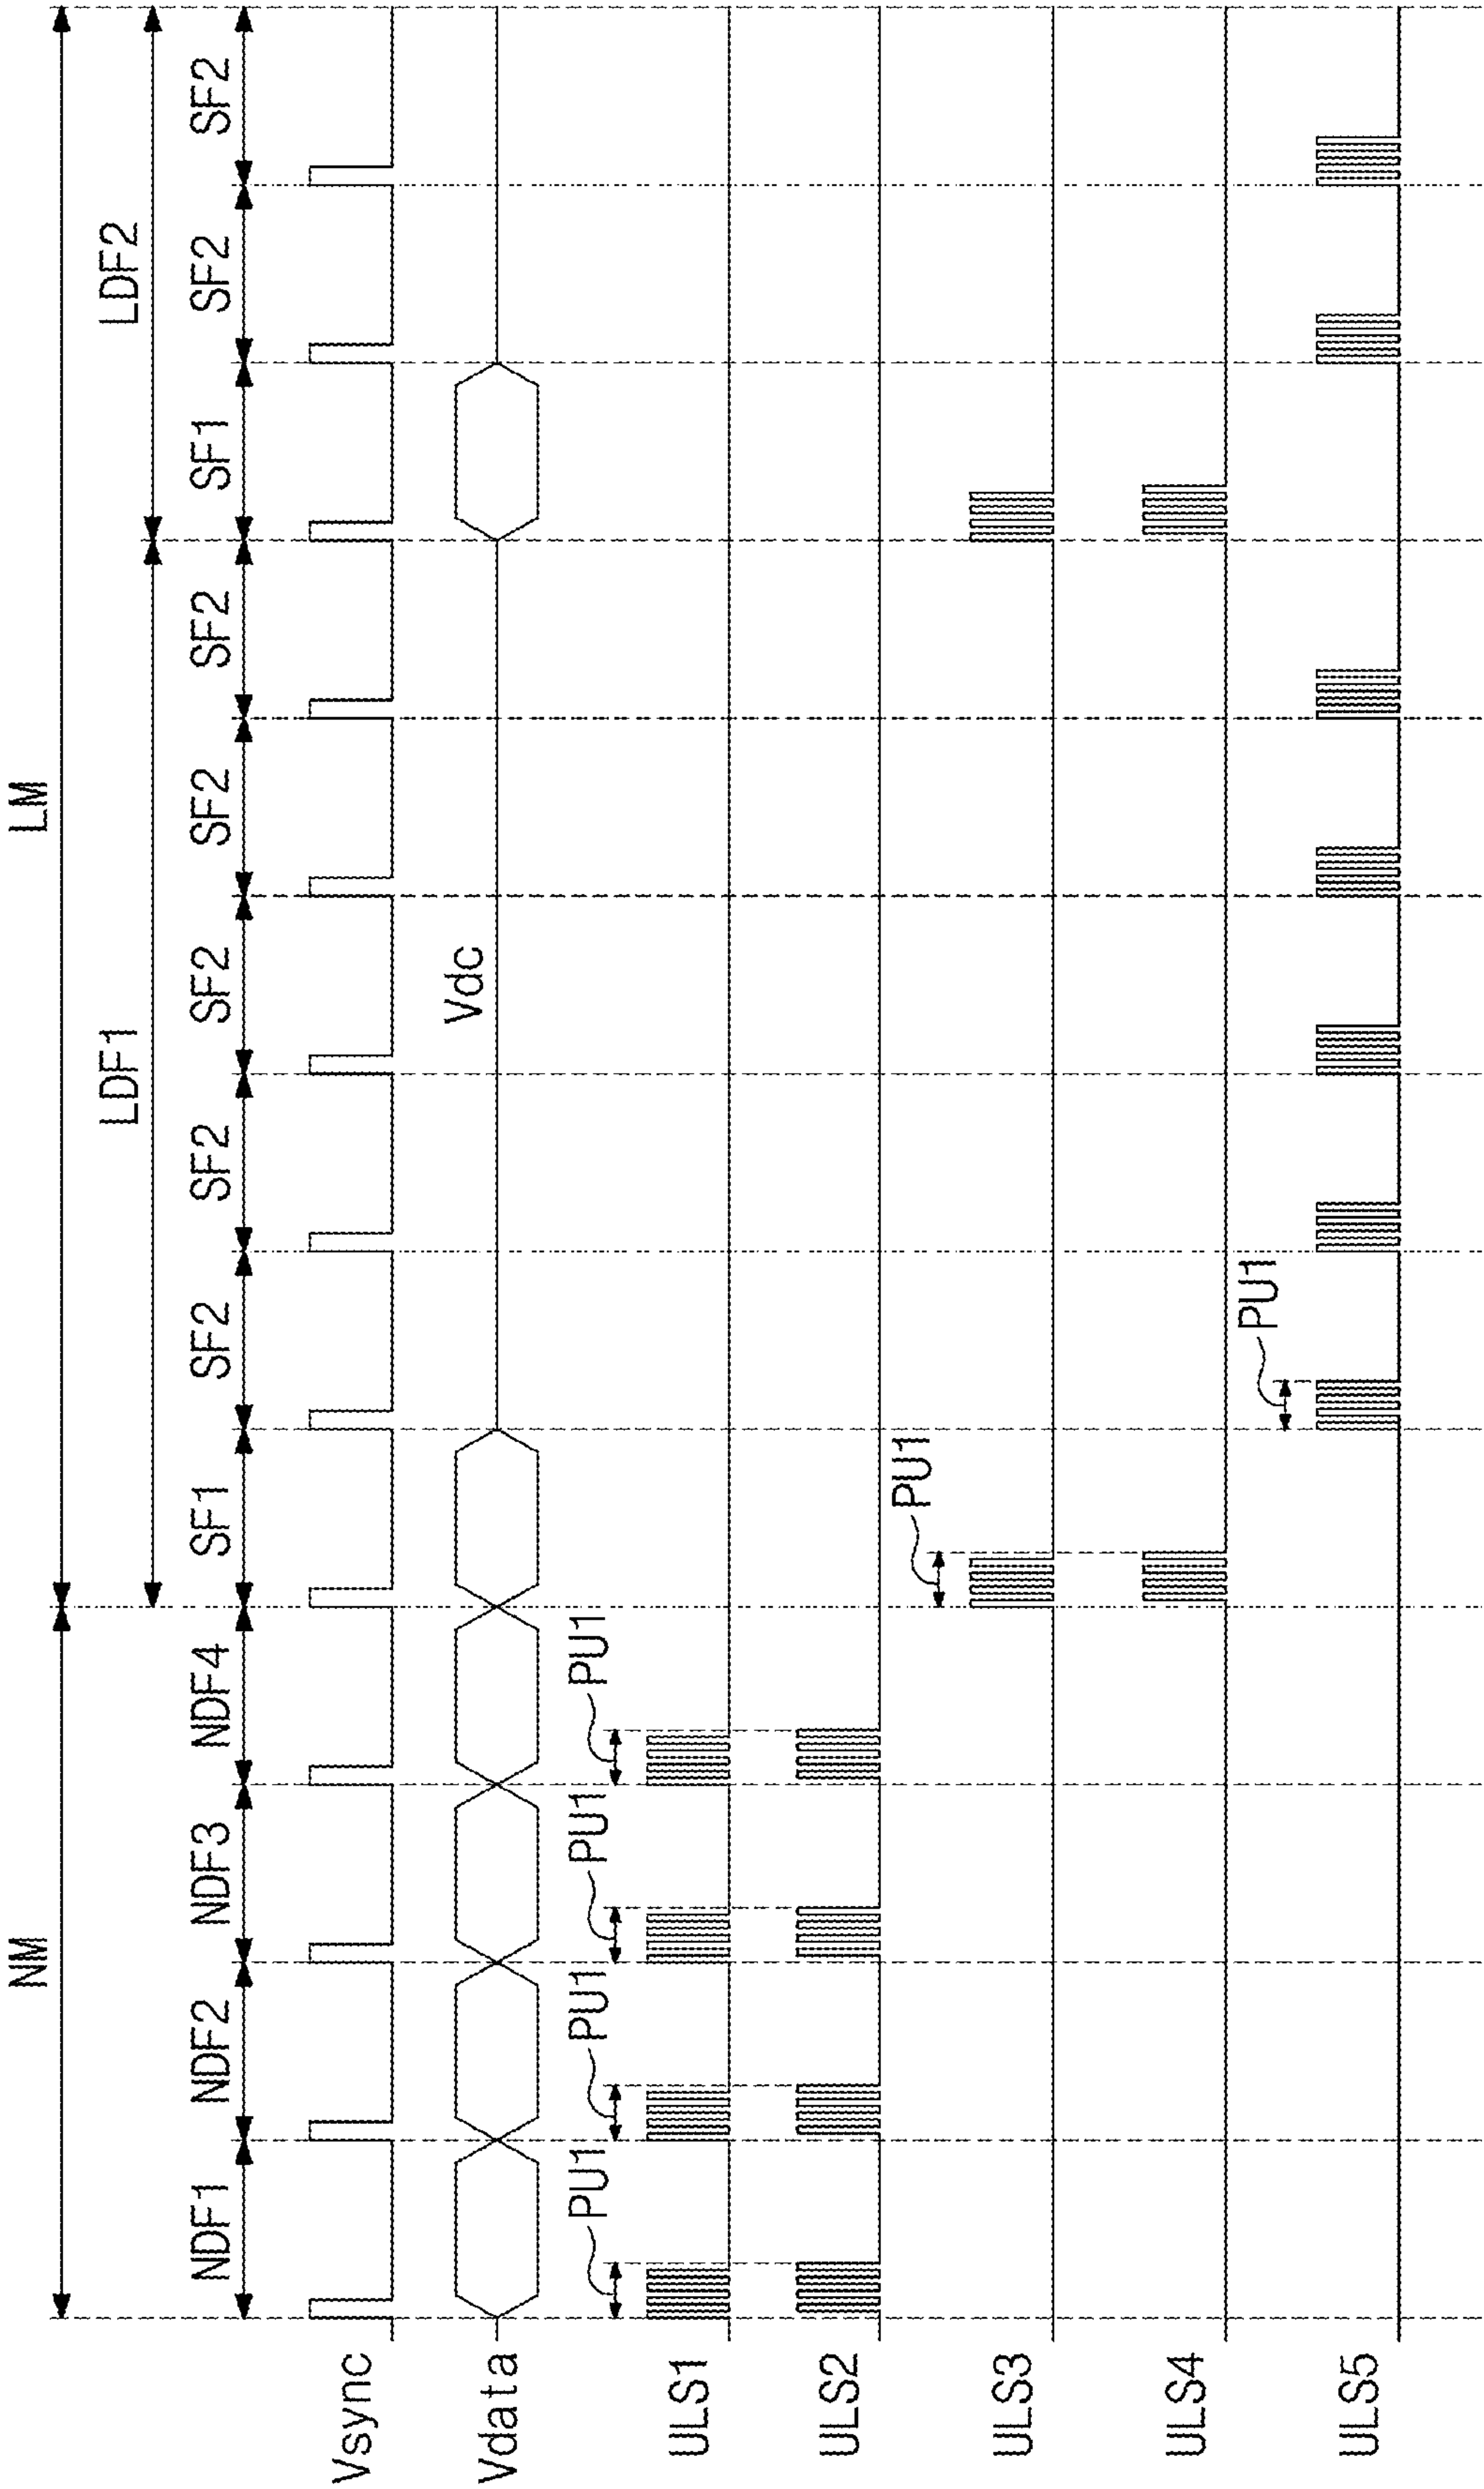 NM LM
LDF1 LDF2
NDF1 NDF2 NDF3 NDF4 SF1 SF2 SF2 SF2 SF2 SF2 SF1 SF2 SF2
Vsync
Vdata Vdc
PU1 PU1 PU1 PU1
ULS1
ULS2
PU1
ULS3
ULS4
PU1
ULS5